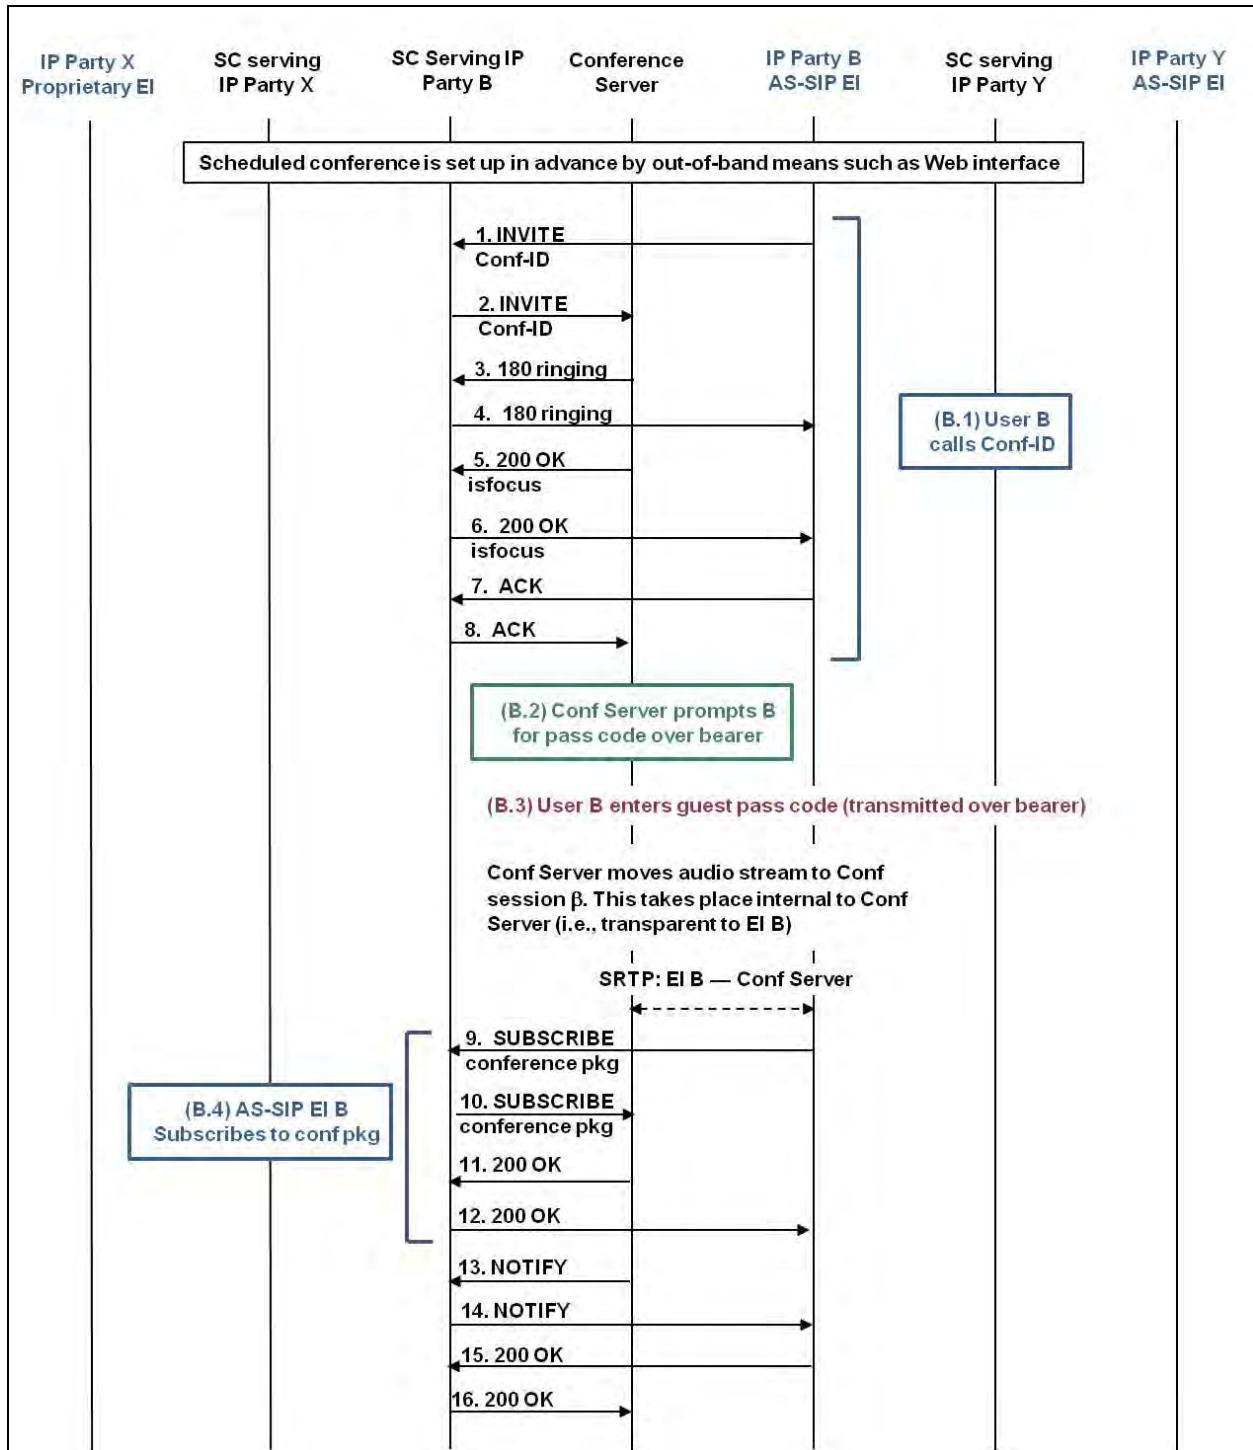 IP Party X
Proprietary EI
SC serving
IP Party X
SC Serving IP
Party B
Conference
Server
IP Party B
AS-SIP EI
SC serving
IP Party Y
IP Party Y
AS-SIP EI
Scheduled conference is set up in advance by out-of-band means such as Web interface
1. INVITE
Conf-ID
2. INVITE
Conf-ID
3. 180 ringing
4. 180 ringing
(B.1) User B
calls Conf-ID
5. 200 OK
isfocus
6. 200 OK
isfocus
7. ACK
8. ACK
(B.2) Conf Server prompts B
for pass code over bearer
(B.3) User B enters guest pass code (transmitted over bearer)
Conf Server moves audio stream to Conf
session β. This takes place internal to Conf
Server (i.e., transparent to EI B)
SRTP: EI B — Conf Server
9. SUBSCRIBE
conference pkg
(B.4) AS-SIP EI B
Subscribes to conf pkg
10. SUBSCRIBE
conference pkg
11. 200 OK
12. 200 OK
13. NOTIFY
14. NOTIFY
15. 200 OK
16. 200 OK